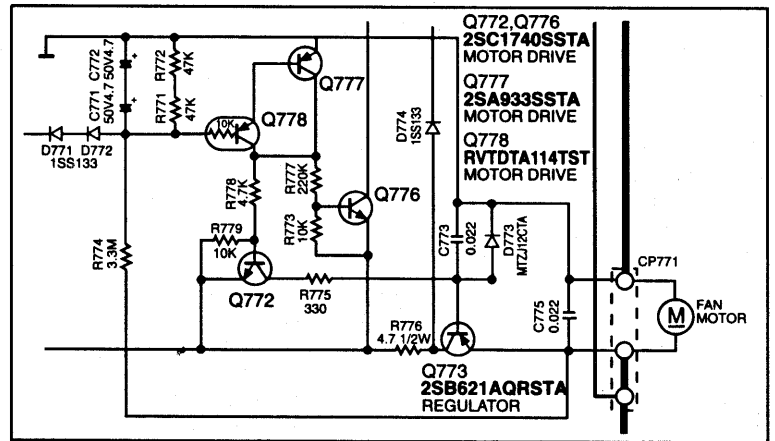 Q772,Q776
2SC1740SSTA
MOTOR DRIVE
Q777
2SA933SSTA
MOTOR DRIVE
Q778
RVTDTA114TST
MOTOR DRIVE
C772
50V4.7
+
C771
50V4.7
+
R772
47K
R771
47K
10K
Q778
Q777
D771
D772
1SS133
D774
1SS133
R778
4.7K
R777
220K
Q776
R773
10K
R774
3.3M
R779
10K
Q772
R775
330
C773
0.022
D773
MTZJ12CTA
C775
0.022
CP771
M
FAN
MOTOR
R776
4.7 1/2W
Q773
2SB621AQRSTA
REGULATOR